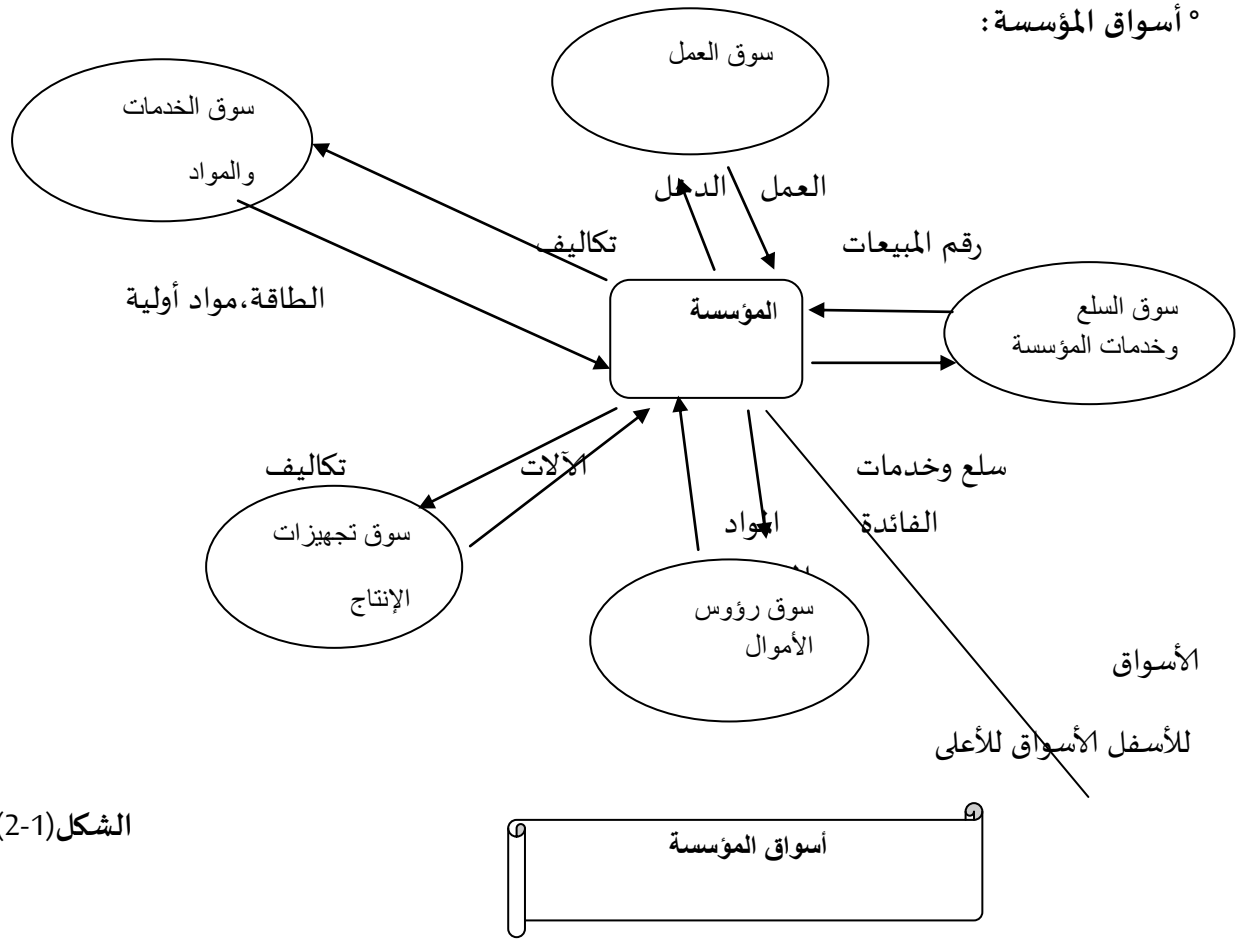 ° أسواق المؤسسة:
سوق العمل
سوق الخدمات
والمواد
العمل
الدخل
رقم المبيعات
تكاليف
الطاقة،مواد أولية
المؤسسة
سوق السلع
وخدمات المؤسسة
سلع وخدمات
الآلات
تكاليف
الفائدة
المواد
سوق تجهيزات
الإنتاج
سوق رؤوس
الأموال
الأسواق
للأسفل الأسواق للأعلى
الشكل(1-2)
أسواق المؤسسة